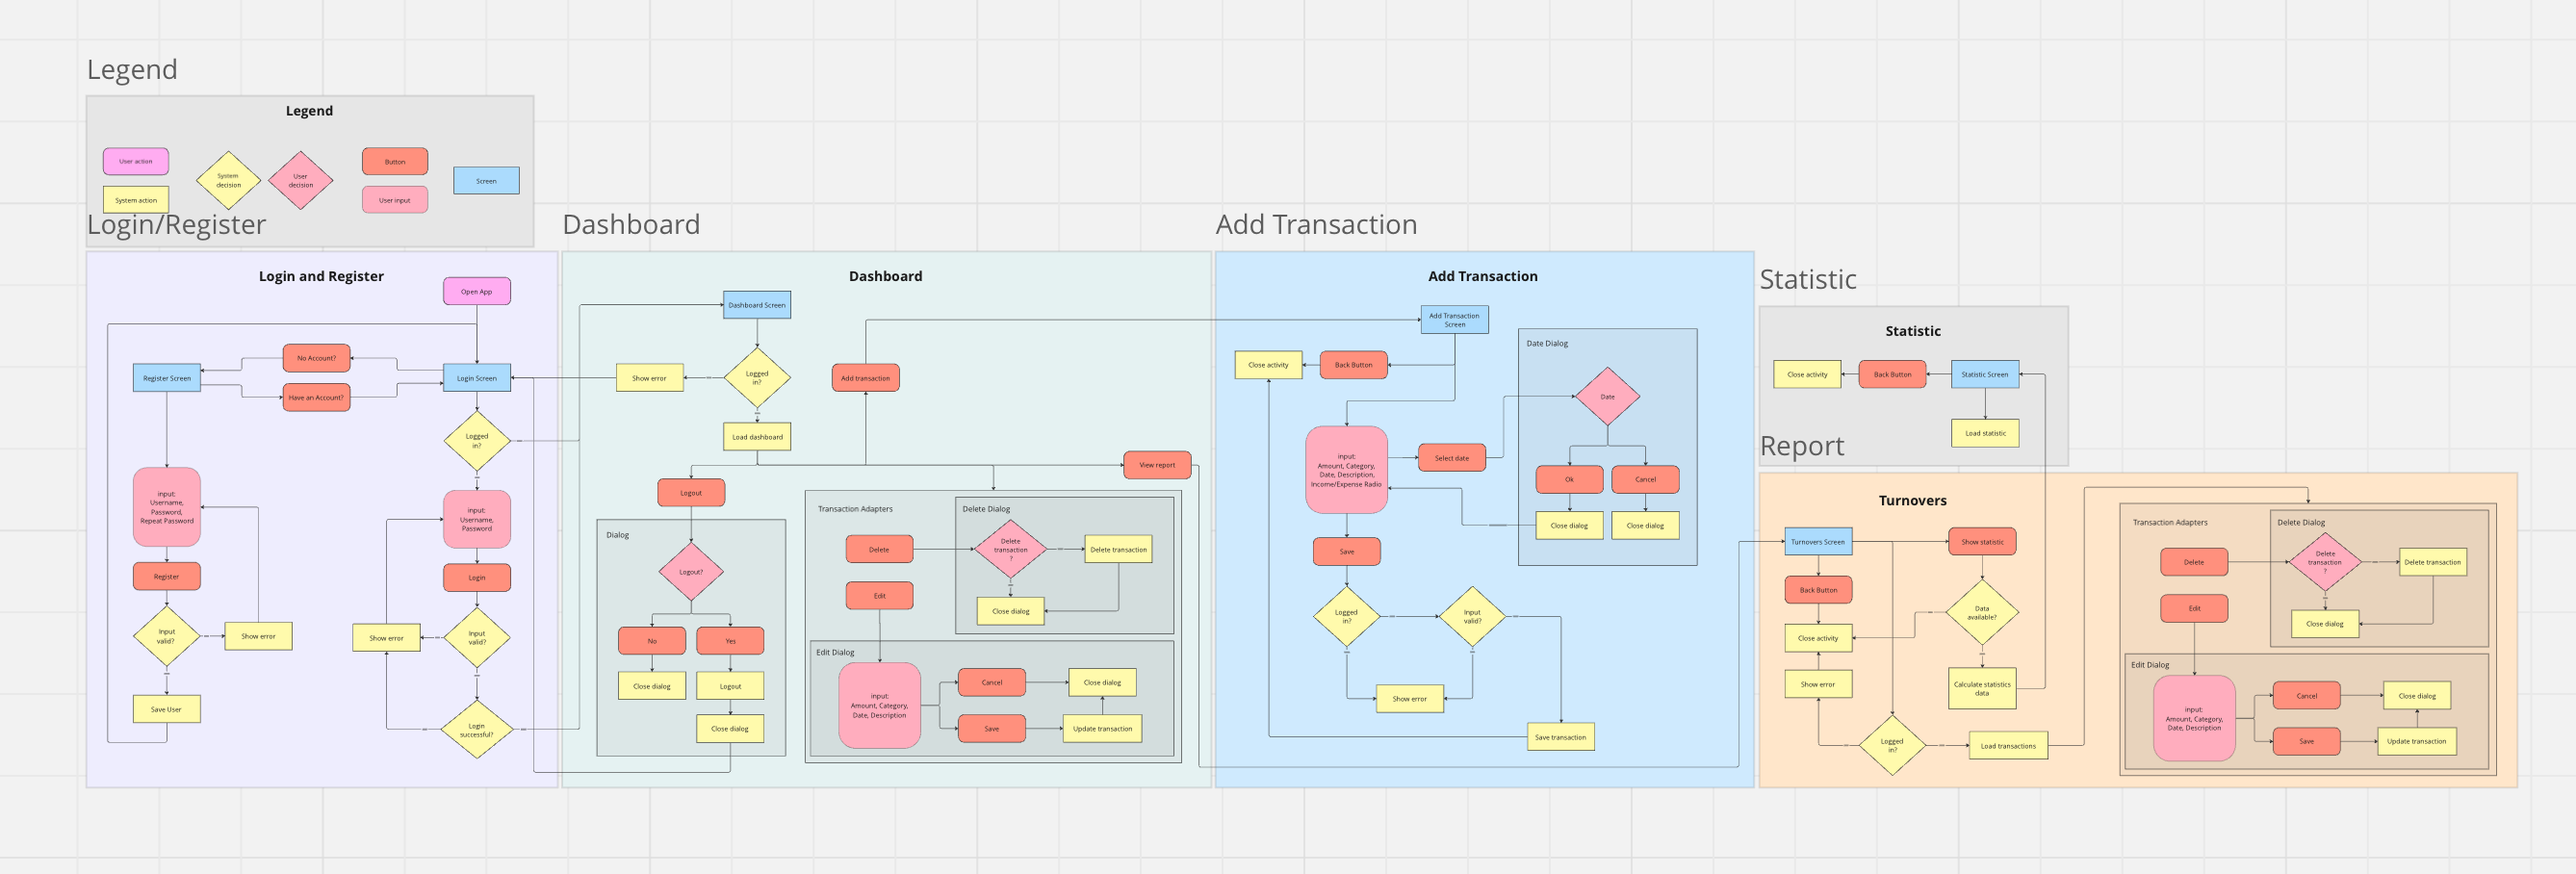 Legend
Legend
User action
System action
System
decision
User
decision
Button
User input
Screen
Login/Register
Login and Register
Open App
No Account?
Register Screen
Login Screen
Have an Account?
Logged
in?
input:
Username,
Password,
Repeat Password
input:
Username,
Password
Register
Login
Input
valid?
Show error
Show error
Input
valid?
Save User
Login
successful?
Dashboard
Dashboard
Dashboard Screen
Show error
Logged
in?
Add transaction
Load dashboard
View report
Logout
Dialog
Logout?
No
Yes
Close dialog
Logout
Close dialog
Transaction Adapters
Delete
Edit
Delete Dialog
Delete
transaction
?
Delete transaction
Close dialog
Edit Dialog
input:
Amount, Category,
Date, Description
Cancel
Close dialog
Save
Update transaction
Add Transaction
Add Transaction
Add Transaction
Screen
Close activity
Back Button
Date Dialog
Date
input:
Amount, Category,
Date, Description,
Income/Expense Radio
Select date
Ok
Cancel
Close dialog
Close dialog
Save
Logged
in?
Input
valid?
Show error
Save transaction
Statistic
Statistic
Close activity
Back Button
Statistic Screen
Load statistic
Report
Turnovers
Turnovers Screen
Show statistic
Back Button
Data
available?
Close activity
Show error
Calculate statistics
data
Logged
in?
Load transactions
Transaction Adapters
Delete
Edit
Delete Dialog
Delete
transaction
?
Delete transaction
Close dialog
Edit Dialog
input:
Amount, Category,
Date, Description
Cancel
Close dialog
Save
Update transaction